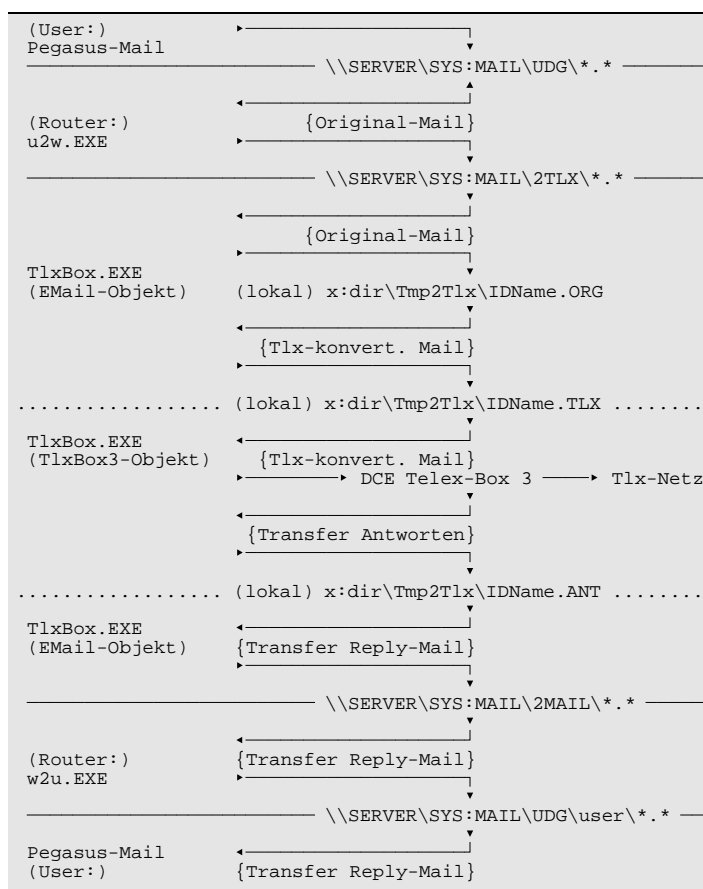 (User:)
Pegasus-Mail
\\SERVER\SYS:MAIL\UDG\*.*
(Router:) {Original-Mail}
u2w.EXE
\\SERVER\SYS:MAIL\2TLX\*.*
{Original-Mail}
TlxBox.EXE
(EMail-Objekt) (lokal) x:dir\Tmp2Tlx\IDName.ORG
{Tlx-konvert. Mail}
.................. (lokal) x:dir\Tmp2Tlx\IDName.TLX ........
TlxBox.EXE
(TlxBox3-Objekt) {Tlx-konvert. Mail}
DCE Telex-Box 3 Tlx-Netz
{Transfer Antworten}
.................. (lokal) x:dir\Tmp2Tlx\IDName.ANT ........
TlxBox.EXE
(EMail-Objekt) {Transfer Reply-Mail}
\\SERVER\SYS:MAIL\2MAIL\*.*
(Router:) {Transfer Reply-Mail}
w2u.EXE
\\SERVER\SYS:MAIL\UDG\user\*.*
Pegasus-Mail
(User:) {Transfer Reply-Mail}